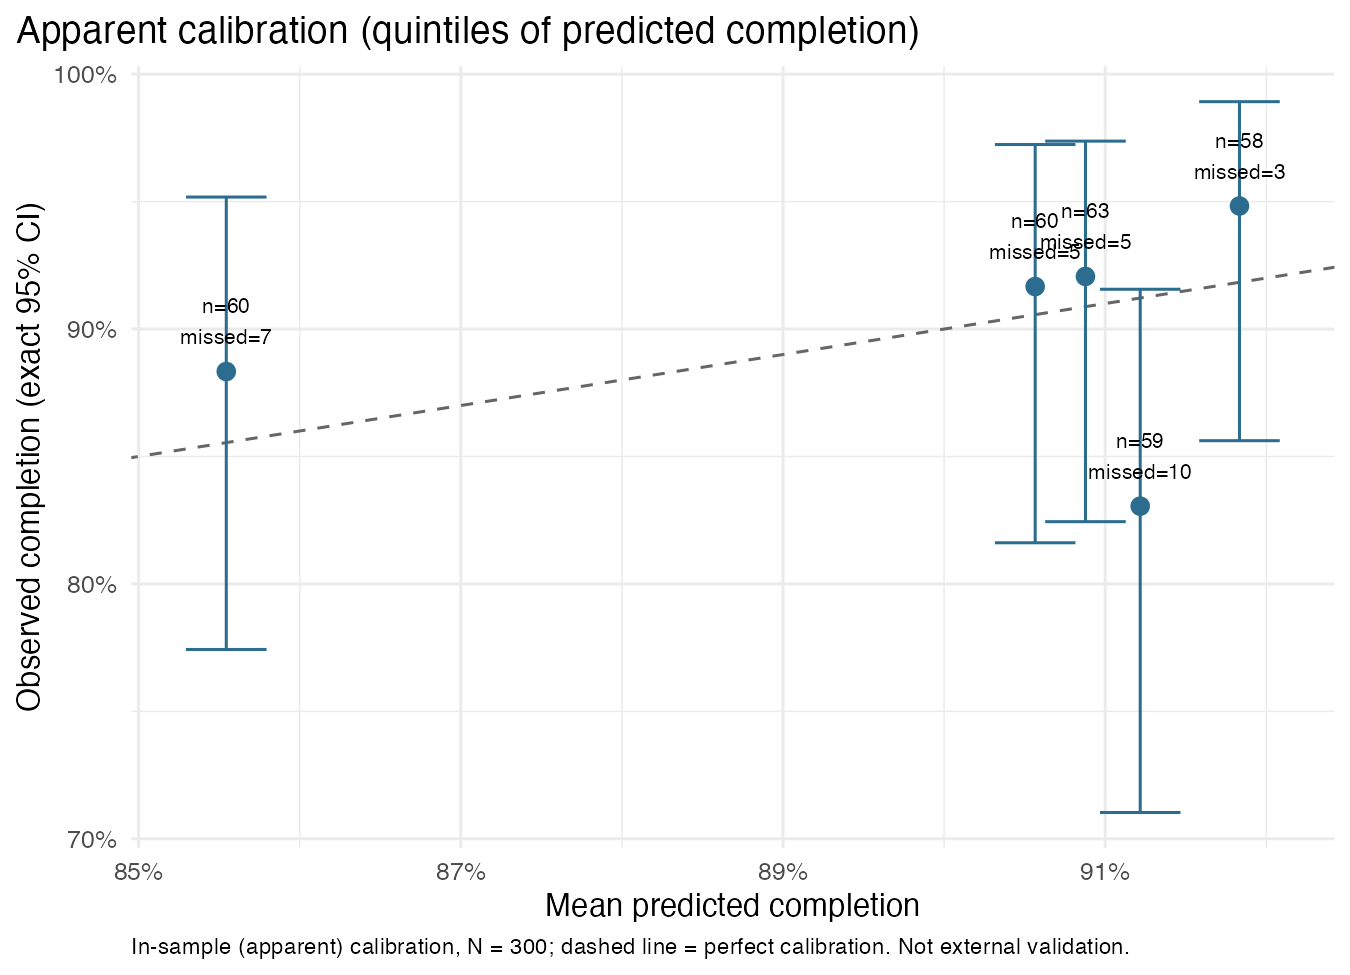 Apparent calibration (quintiles of predicted completion)
Observed completion (exact 95% CI)
100%
90%
80%
70%
n=60
missed=7
n=60
missed=5
n=63
missed=5
n=59
missed=10
n=58
missed=3
85%
87%
89%
91%
Mean predicted completion
In-sample (apparent) calibration, N = 300; dashed line = perfect calibration. Not external validation.